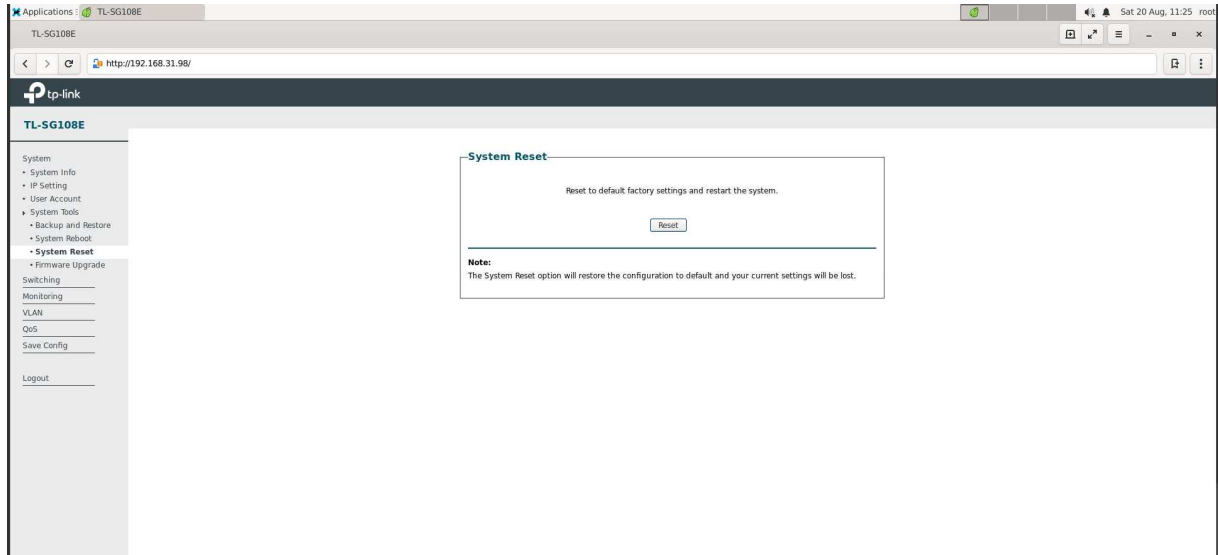 Applications : TL-SG108E Sat 20 Aug, 11:25 root
TL-SG108E
http://192.168.31.98/
tp-link
TL-SG108E
System
• System Info
• IP Setting
• User Account
▸ System Tools
• Backup and Restore
• System Reboot
• System Reset
• Firmware Upgrade
Switching
Monitoring
VLAN
QoS
Save Config
Logout
System Reset
Reset to default factory settings and restart the system.
Reset
Note:
The System Reset option will restore the configuration to default and your current settings will be lost.